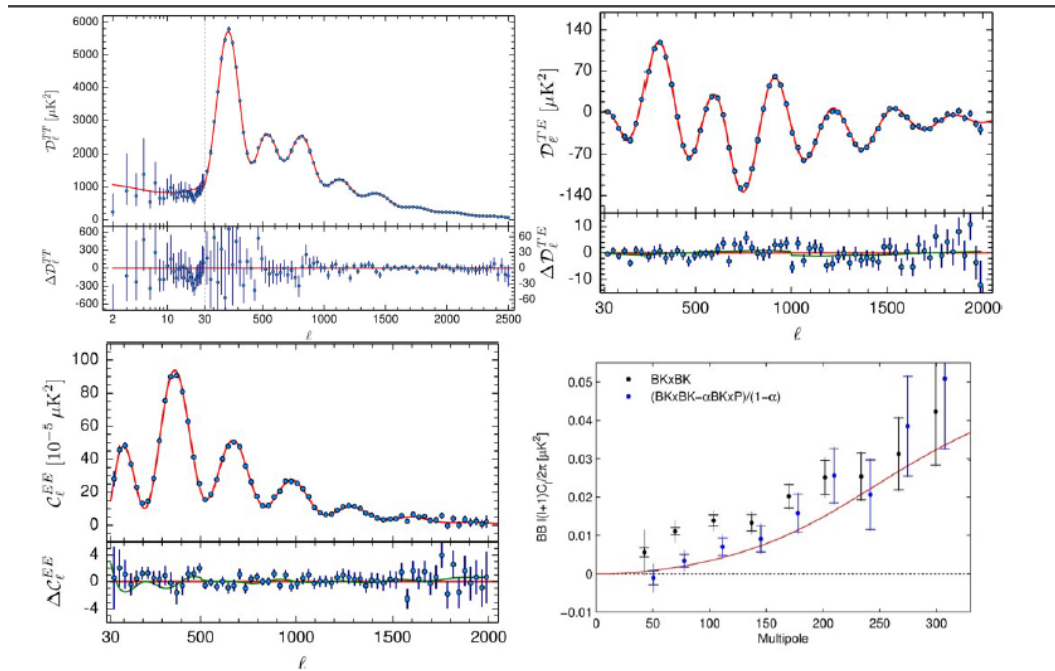 6000
5000
4000
3000
2000
1000
0
D_ℓ^TT [μK²]
600
300
0
-300
-600
ΔD_ℓ^TT
60
30
0
-30
-60
2 10 30 500 1000 1500 2000 2500
ℓ
140
70
0
-70
-140
D_ℓ^TE [μK²]
10
0
-10
ΔD_ℓ^TE
30 500 1000 1500 2000
ℓ
100
80
60
40
20
0
C_ℓ^EE [10⁻⁵ μK²]
4
0
-4
ΔC_ℓ^EE
30 500 1000 1500 2000
ℓ
BKxBK
(BKxBK−αBKxP)/(1−α)
0.05
0.04
0.03
0.02
0.01
0
−0.01
BB l(l+1)C_l/2π [μK²]
0 50 100 150 200 250 300
Multipole